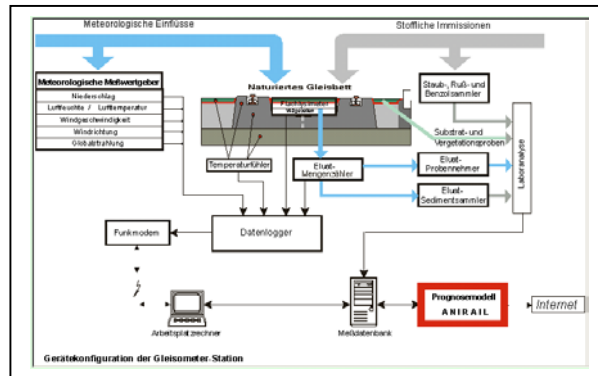 Meteorologische Einflüsse
Stoffliche Immissionen
Meteorologische Messwertgeber
Niederschlag
Luftfeuchte / Lufttemperatur
Windgeschwindigkeit
Windrichtung
Globalstrahlung
Naturiertes Gleisbett
Flachlysimeter
Staub-, Ruß- und
Benzolsammler
Substrat- und
Vegetationsproben
Temperaturfühler
Eluat-
Mengenzähler
Eluat-
Probennehmer
Eluat-
Sedimentsammler
Laboranalyse
Funkmodem
Datenlogger
Arbeitsplatzrechner
Meßdatenbank
Prognosemodell
ANIRAIL
Internet
Gerätekonfiguration der Gleisometer-Station